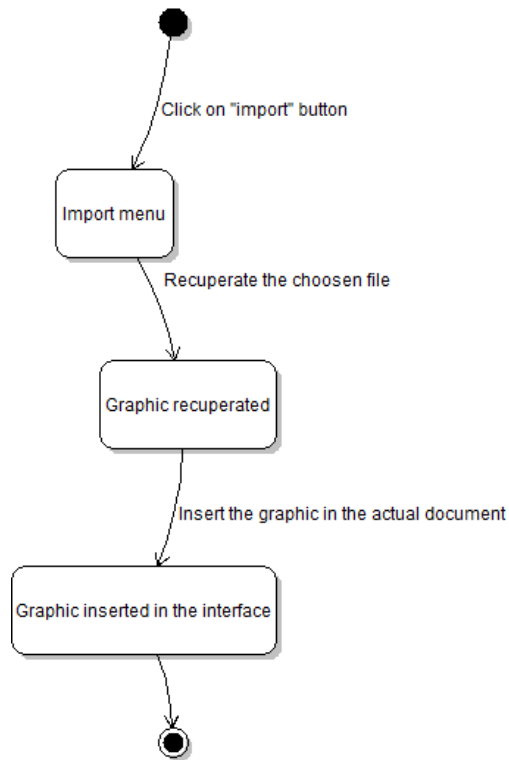 Click on "import" button
Import menu
Recuperate the choosen file
Graphic recuperated
Insert the graphic in the actual document
Graphic inserted in the interface